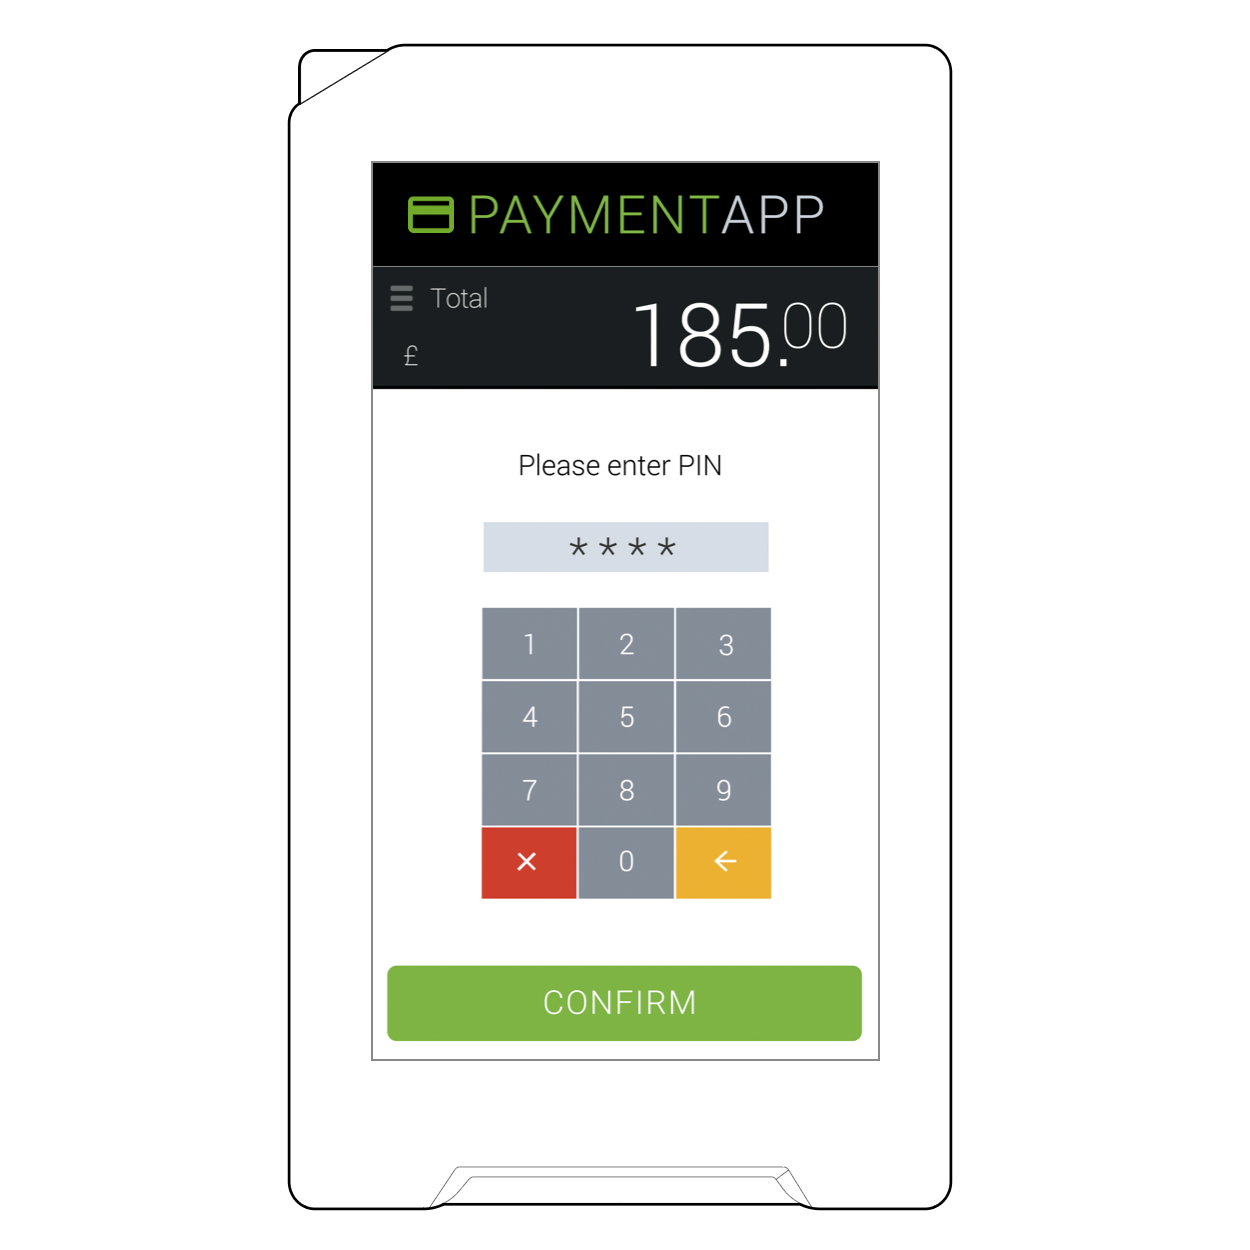 PAYMENTAPP
Total
£ 185.00
Please enter PIN
* * * *
1 2 3
4 5 6
7 8 9
× 0 ←
CONFIRM